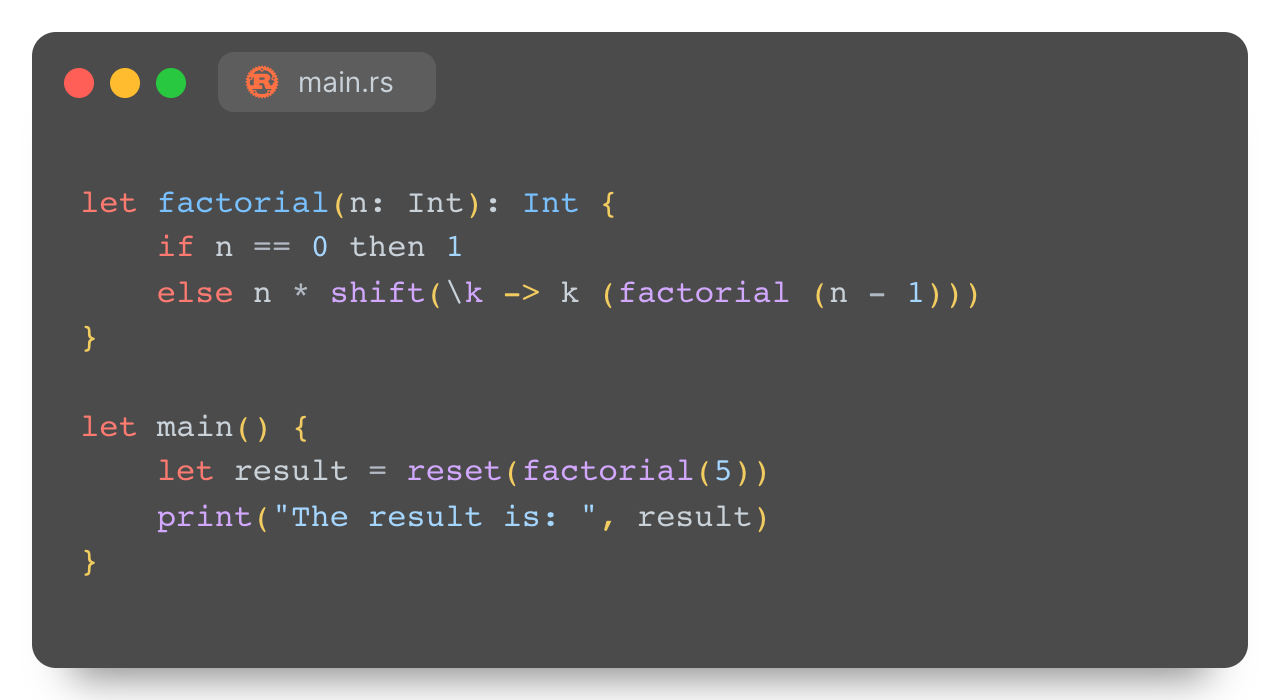 main.rs
let factorial(n: Int): Int {
    if n == 0 then 1
    else n * shift(\k -> k (factorial (n - 1)))
}
let main() {
    let result = reset(factorial(5))
    print("The result is: ", result)
}